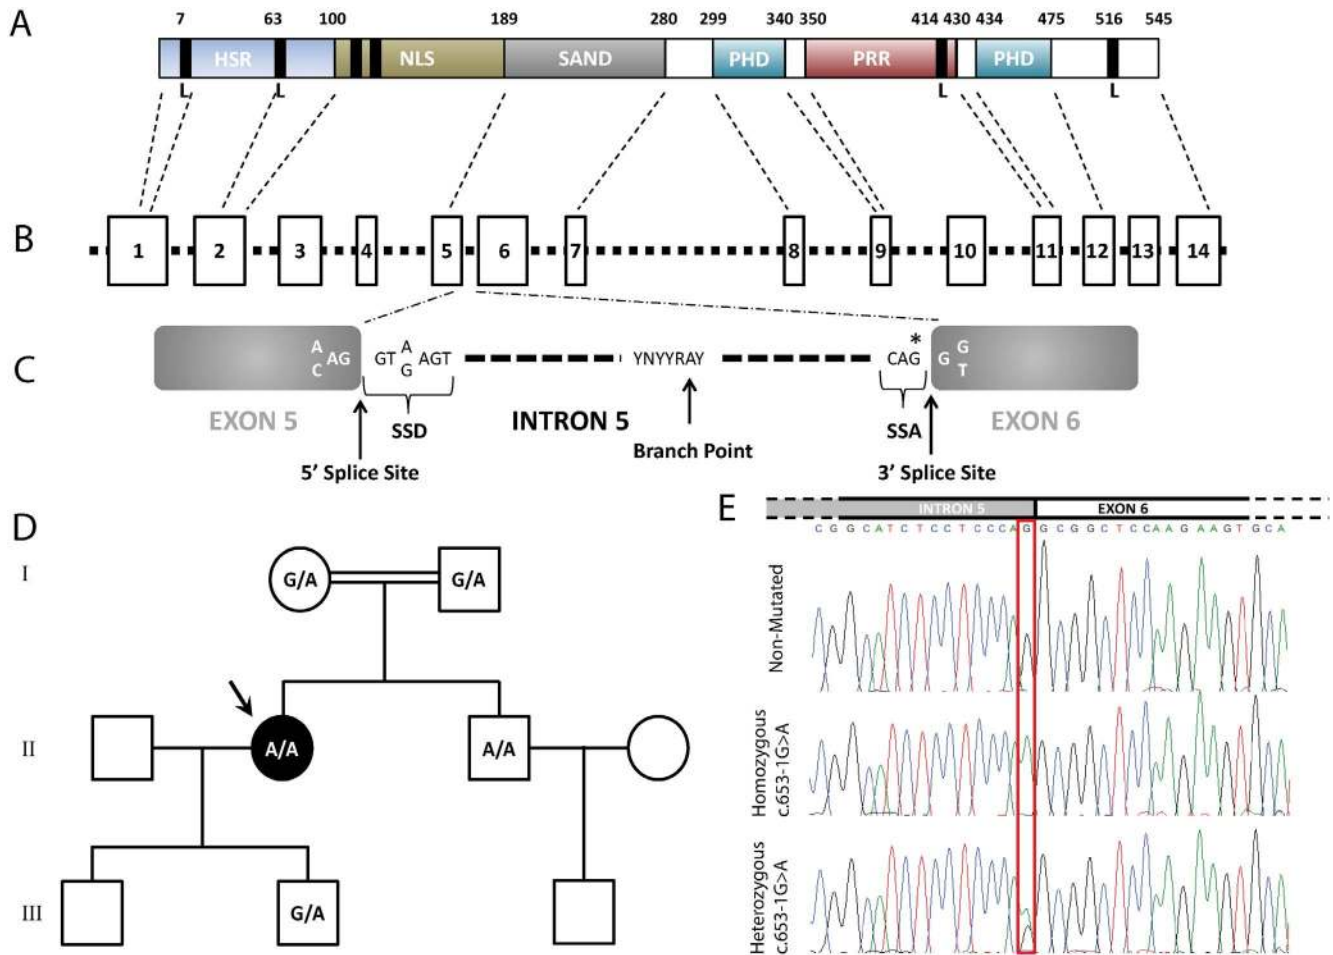 A
7 63 100 189 280 299 340 350 414 430 434 475 516 545
HSR NLS SAND PHD PRR PHD
L L L L
B
1 2 3 4 5 6 7 8 9 10 11 12 13 14
C
A C AG GT A G AGT YNYYRAY CAG * G G T
EXON 5 SSD INTRON 5 Branch Point SSA EXON 6
5' Splice Site 3' Splice Site
D
I
G/A G/A
II
A/A A/A
III
G/A
E
INTRON 5 EXON 6
C G G C A T C T C C T C C C A G G C G G C T C C A A G A A G T G C A
Non-Mutated
Homozygous
c.653-1G>A
Heterozygous
c.653-1G>A